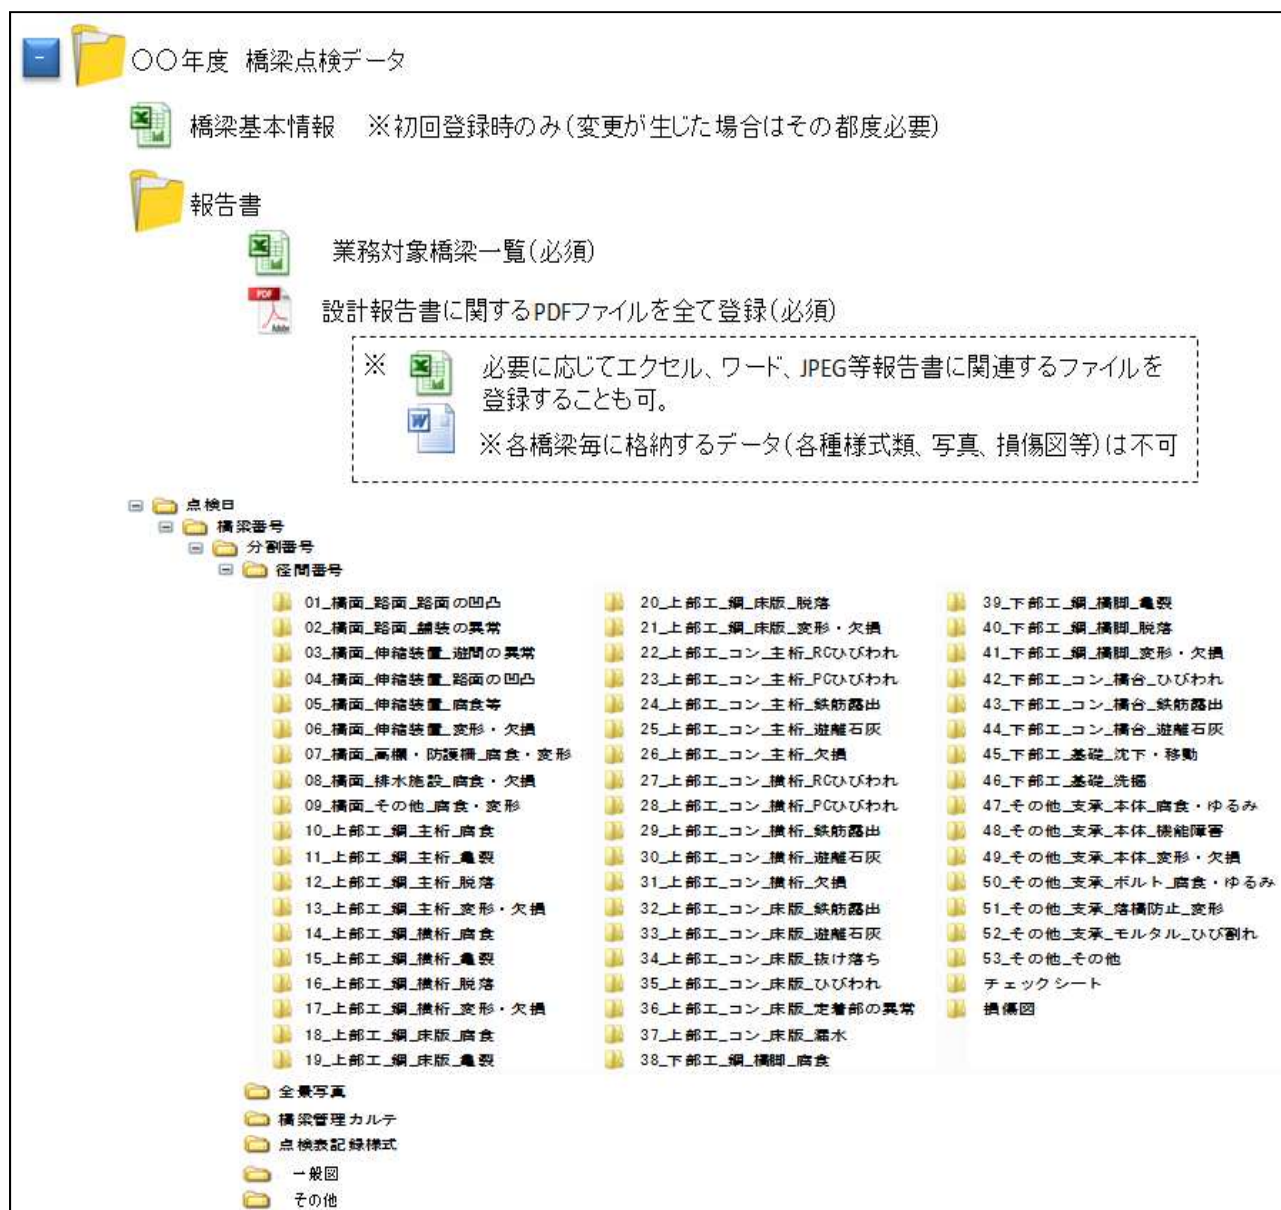 〇〇年度 橋梁点検データ
橋梁基本情報 ※初回登録時のみ(変更が生じた場合はその都度必要)
報告書
業務対象橋梁一覧(必須)
PDF
Adobe
設計報告書に関するPDFファイルを全て登録(必須)
※ 必要に応じてエクセル、ワード、JPEG等報告書に関連するファイルを
登録することも可。
※各橋梁毎に格納するデータ(各種様式類、写真、損傷図等)は不可
点検日
橋梁番号
分割番号
径間番号
01_橋面_路面_路面の凹凸
02_橋面_路面_舗装の異常
03_橋面_伸縮装置_遊間の異常
04_橋面_伸縮装置_路面の凹凸
05_橋面_伸縮装置_腐食等
06_橋面_伸縮装置_変形・欠損
07_橋面_高欄・防護柵_腐食・変形
08_橋面_排水施設_腐食・欠損
09_橋面_その他_腐食・変形
10_上部工_鋼_主桁_腐食
11_上部工_鋼_主桁_亀裂
12_上部工_鋼_主桁_脱落
13_上部工_鋼_主桁_変形・欠損
14_上部工_鋼_横桁_腐食
15_上部工_鋼_横桁_亀裂
16_上部工_鋼_横桁_脱落
17_上部工_鋼_横桁_変形・欠損
18_上部工_鋼_床版_腐食
19_上部工_鋼_床版_亀裂
20_上部工_鋼_床版_脱落
21_上部工_鋼_床版_変形・欠損
22_上部工_コン_主桁_RCひびわれ
23_上部工_コン_主桁_PCひびわれ
24_上部工_コン_主桁_鉄筋露出
25_上部工_コン_主桁_遊離石灰
26_上部工_コン_主桁_欠損
27_上部工_コン_横桁_RCひびわれ
28_上部工_コン_横桁_PCひびわれ
29_上部工_コン_横桁_鉄筋露出
30_上部工_コン_横桁_遊離石灰
31_上部工_コン_横桁_欠損
32_上部工_コン_床版_鉄筋露出
33_上部工_コン_床版_遊離石灰
34_上部工_コン_床版_抜け落ち
35_上部工_コン_床版_ひびわれ
36_上部工_コン_床版_定着部の異常
37_上部工_コン_床版_漏水
38_下部工_鋼_橋脚_腐食
39_下部工_鋼_橋脚_亀裂
40_下部工_鋼_橋脚_脱落
41_下部工_鋼_橋脚_変形・欠損
42_下部工_コン_橋台_ひびわれ
43_下部工_コン_橋台_鉄筋露出
44_下部工_コン_橋台_遊離石灰
45_下部工_基礎_沈下・移動
46_下部工_基礎_洗掘
47_その他_支承_本体_腐食・ゆるみ
48_その他_支承_本体_機能障害
49_その他_支承_本体_変形・欠損
50_その他_支承_ボルト_腐食・ゆるみ
51_その他_支承_落橋防止_変形
52_その他_支承_モルタル_ひび割れ
53_その他_その他
チェックシート
損傷図
全景写真
橋梁管理カルテ
点検表記録様式
一般図
その他